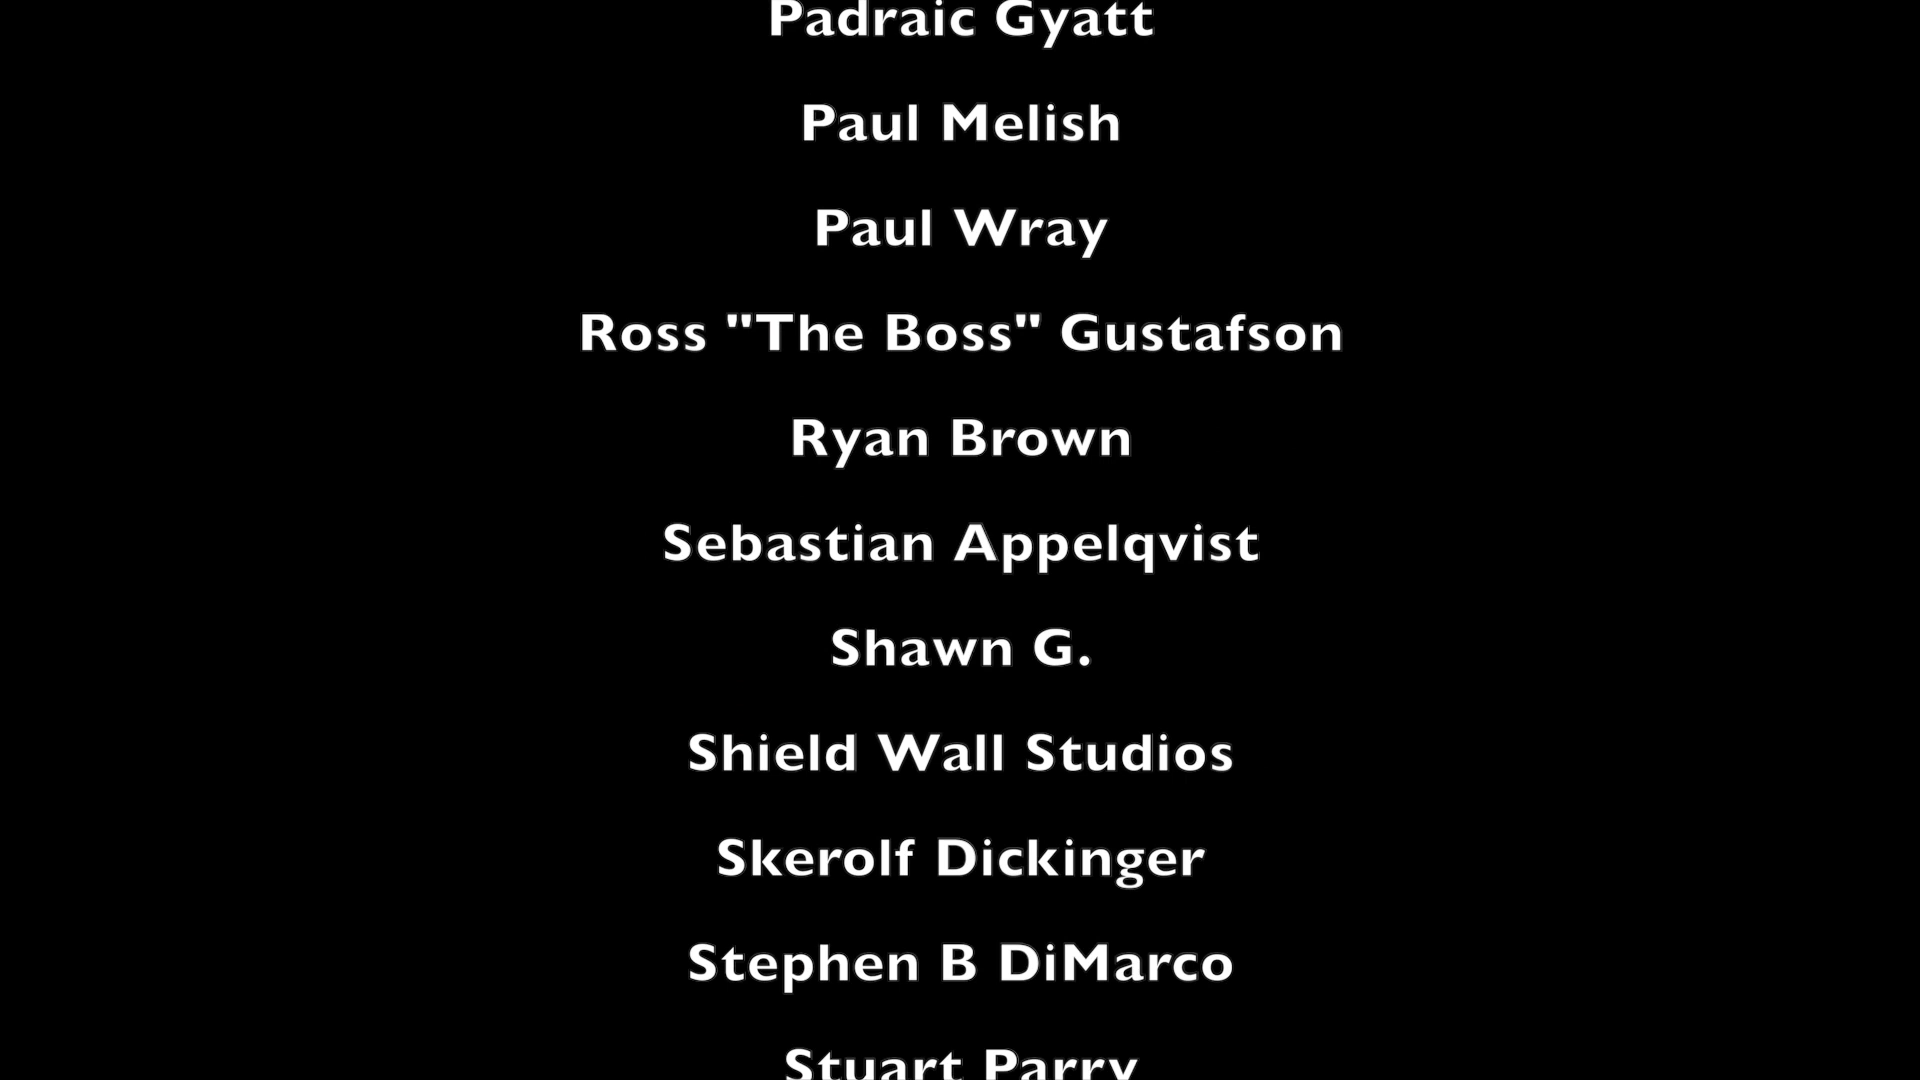 Padraic Gyatt
Paul Melish
Paul Wray
Ross "The Boss" Gustafson
Ryan Brown
Sebastian Appelqvist
Shawn G.
Shield Wall Studios
Skerolf Dickinger
Stephen B DiMarco
Stuart Parry